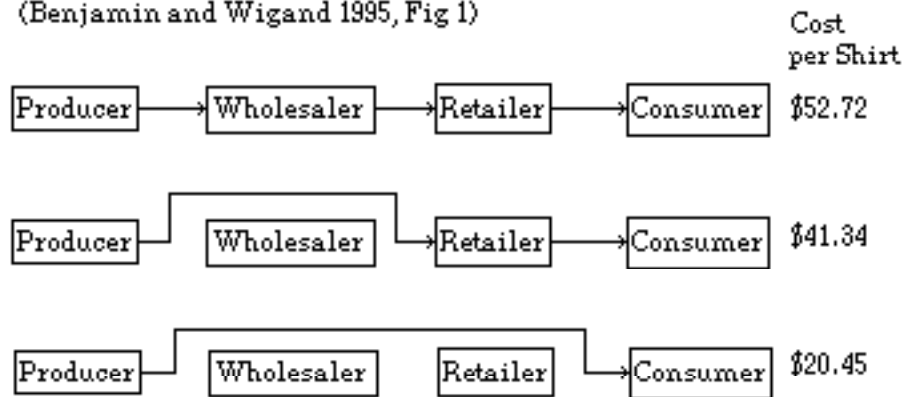 (Benjamin and Wigand 1995, Fig 1)
Cost
per Shirt
Producer Wholesaler Retailer Consumer $52.72
Producer Wholesaler Retailer Consumer $41.34
Producer Wholesaler Retailer Consumer $20.45